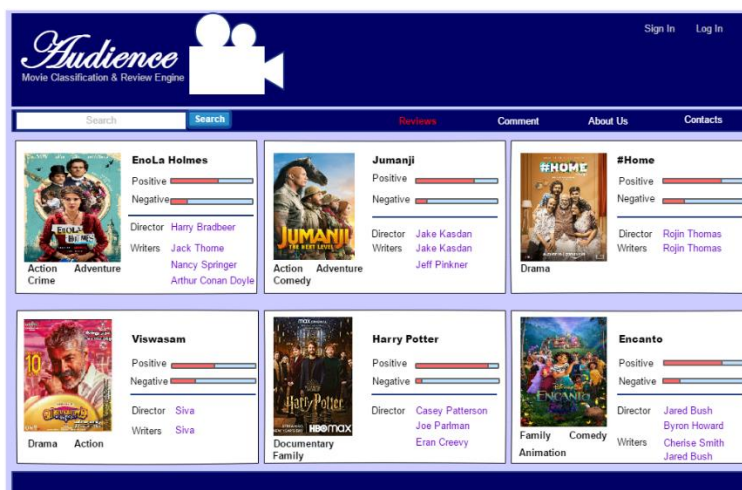 Sign In Log In
Audience
Movie Classification & Review Engine
Search Search Reviews Comment About Us Contacts
EnoLa Holmes
Positive
Negative
Director Harry Bradbeer
Writers Jack Thome
Nancy Springer
Arthur Conan Doyle
ENOLA HOLMES
Action Adventure
Crime
Jumanji
Positive
Negative
Director Jake Kasdan
Writers Jake Kasdan
Jeff Pinkner
JUMANJI
THE NEXT LEVEL
Action Adventure
Comedy
#Home
Positive
Negative
Director Rojin Thomas
Writers Rojin Thomas
#HOME
Drama
Viswasam
Positive
Negative
Director Siva
Writers Siva
10
Drama Action
Harry Potter
Positive
Negative
Director Casey Patterson
Joe Parlman
Eran Creevy
max
Harry Potter
HBOmax
Documentary
Family
Encanto
Positive
Negative
Director Jared Bush
Byron Howard
Writers Cherise Smith
Jared Bush
ENCANTO
Family Comedy
Animation